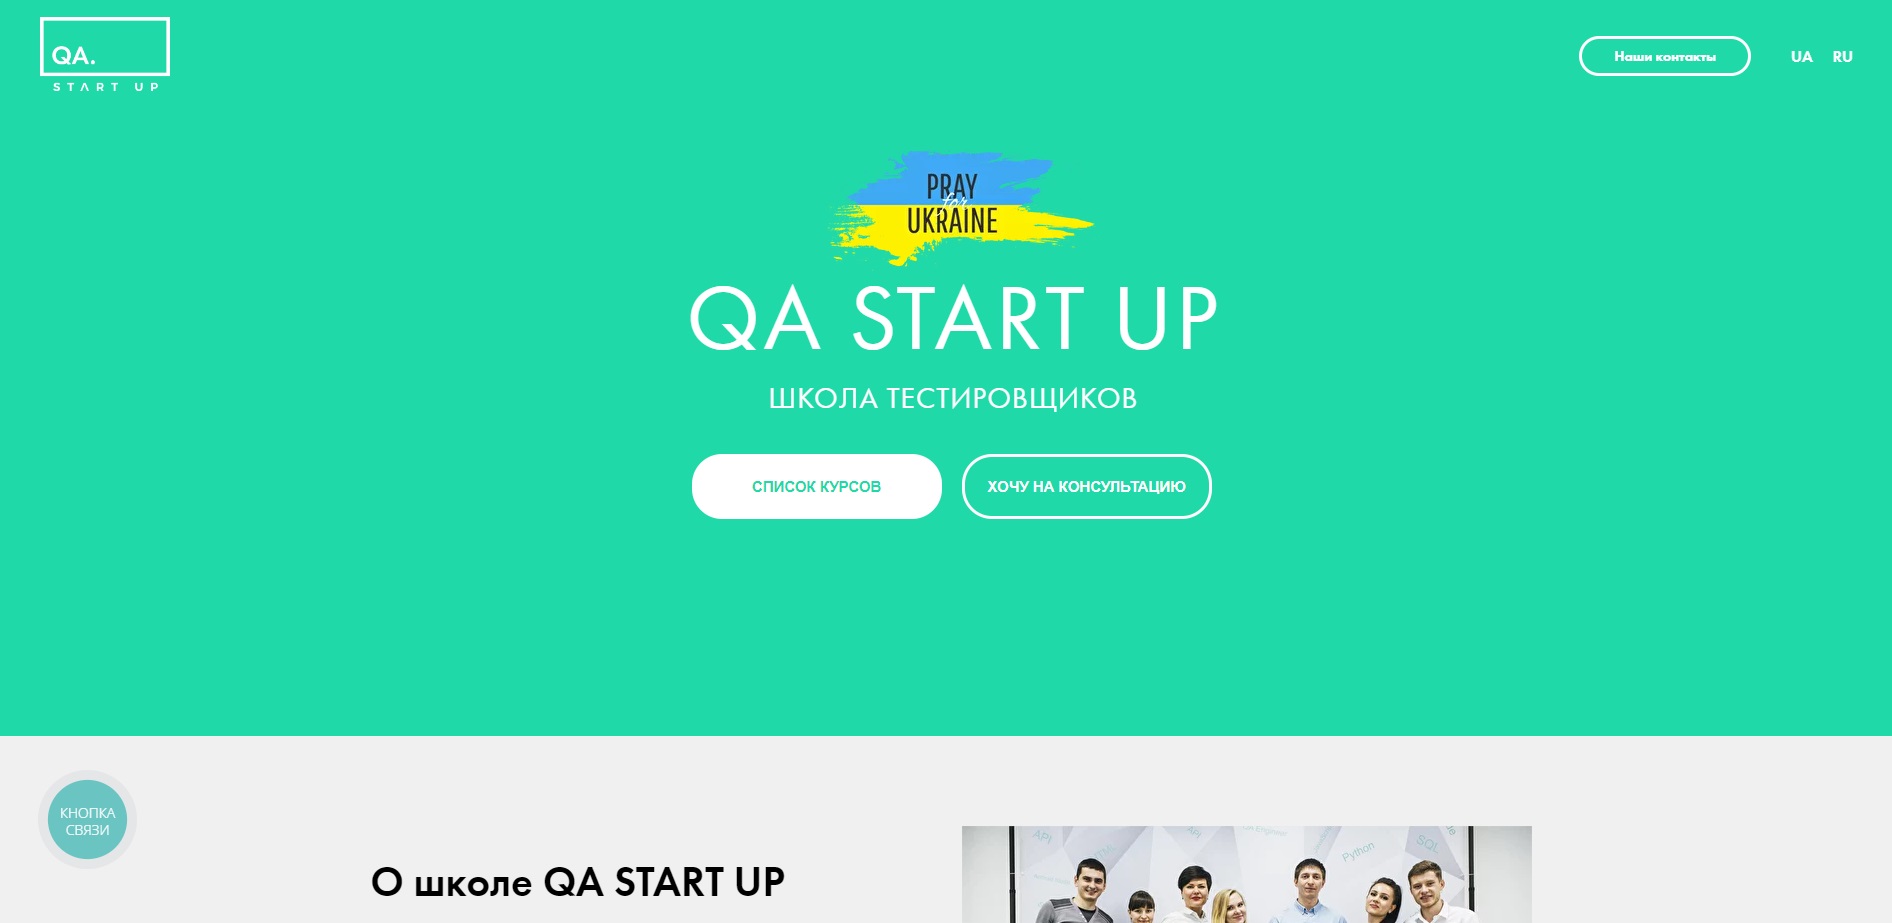 QA.
START UP
Наши контакты
UA RU
PRAY
for
UKRAINE
QA START UP
ШКОЛА ТЕСТИРОВЩИКОВ
СПИСОК КУРСОВ
ХОЧУ НА КОНСУЛЬТАЦИЮ
КНОПКА
СВЯЗИ
О школе QA START UP
API
API
Python
SQL